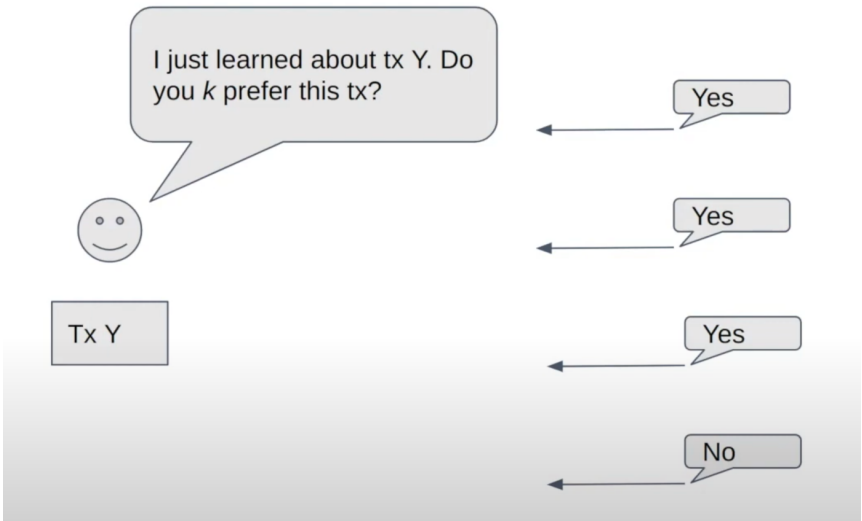 I just learned about tx Y. Do
you k prefer this tx?
Yes
Yes
Tx Y
Yes
No